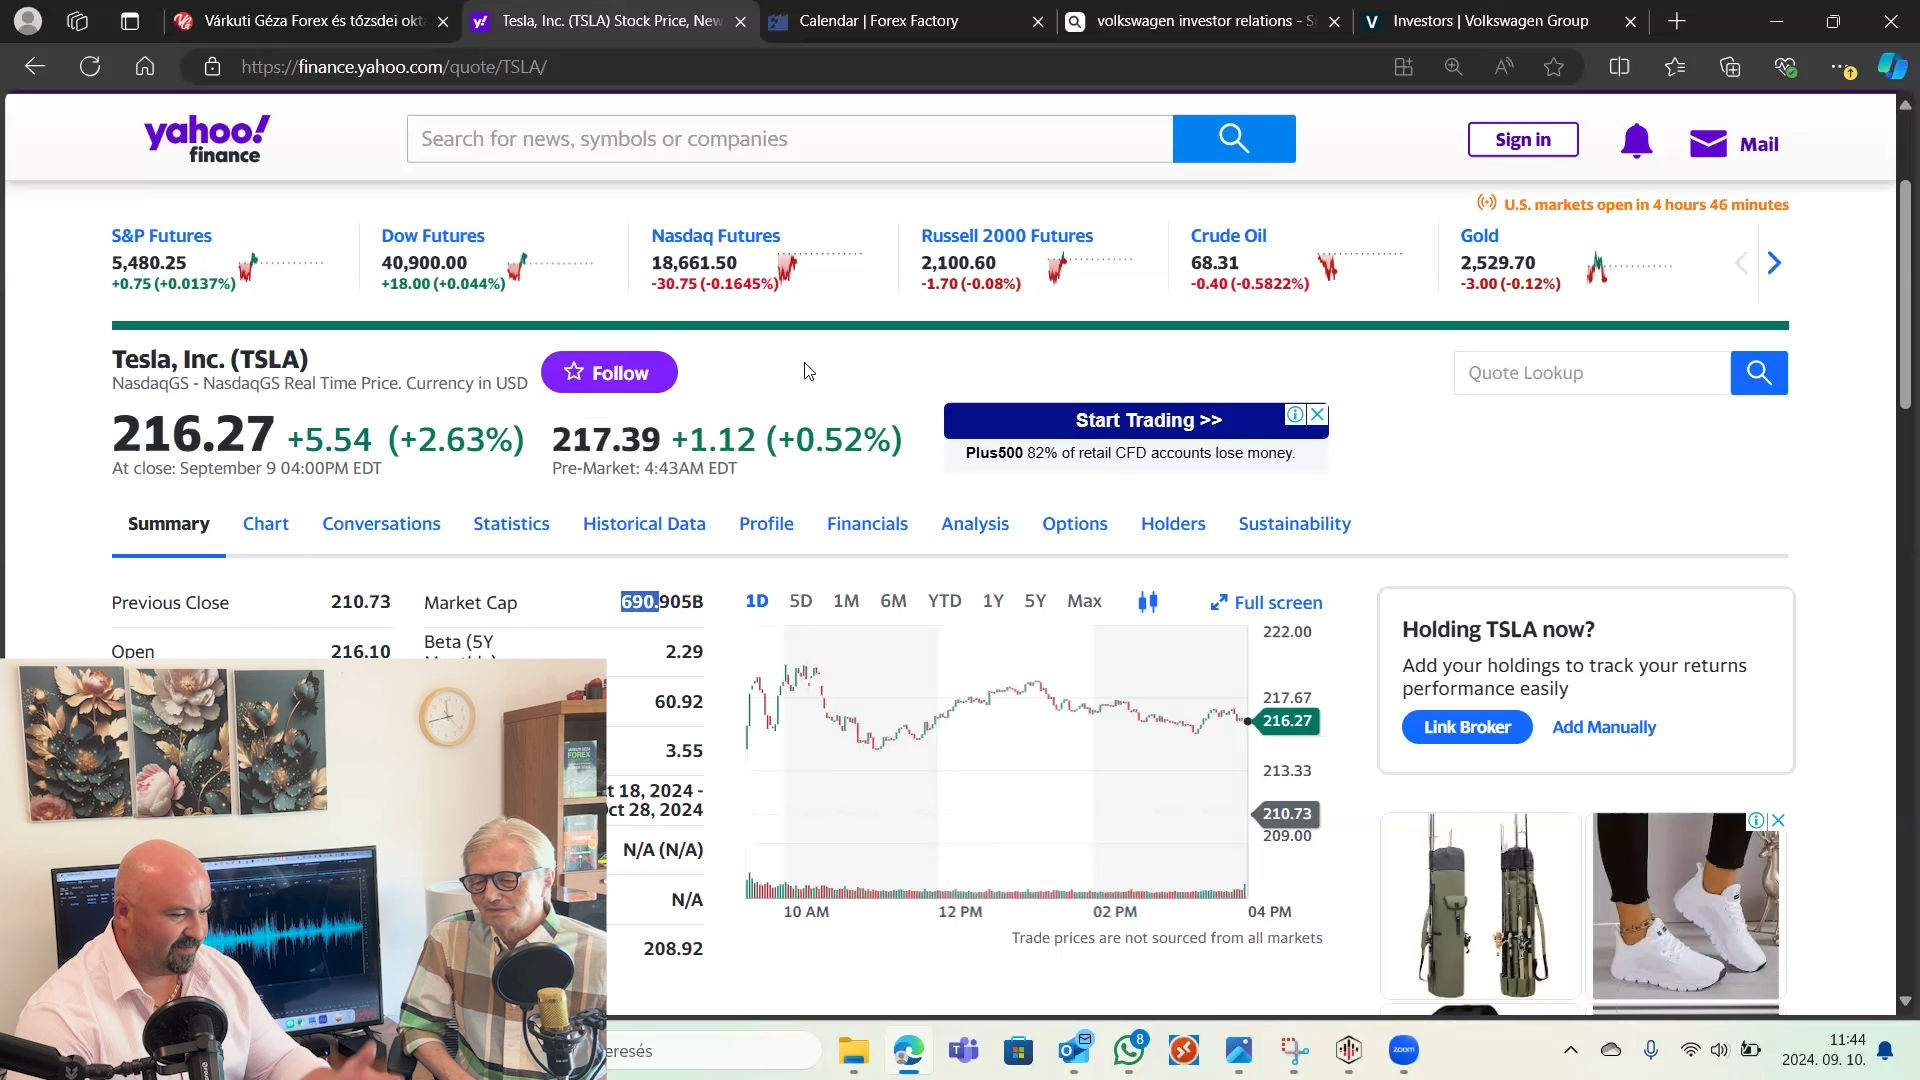 Várkuti Géza Forex és tőzsdei okta
Tesla, Inc. (TSLA) Stock Price, New
Calendar | Forex Factory
volkswagen investor relations - Se
Investors | Volkswagen Group
https://finance.yahoo.com/quote/TSLA/
yahoo!
finance
Search for news, symbols or companies
Sign in
Mail
U.S. markets open in 4 hours 46 minutes
S&P Futures
5,480.25
+0.75 (+0.0137%)
Dow Futures
40,900.00
+18.00 (+0.044%)
Nasdaq Futures
18,661.50
-30.75 (-0.1645%)
Russell 2000 Futures
2,100.60
-1.70 (-0.08%)
Crude Oil
68.31
-0.40 (-0.5822%)
Gold
2,529.70
-3.00 (-0.12%)
Tesla, Inc. (TSLA)
NasdaqGS - NasdaqGS Real Time Price. Currency in USD
Follow
Quote Lookup
216.27 +5.54 (+2.63%)
At close: September 9 04:00PM EDT
217.39 +1.12 (+0.52%)
Pre-Market: 4:43AM EDT
Start Trading >>
Plus500 82% of retail CFD accounts lose money.
Summary Chart Conversations Statistics Historical Data Profile Financials Analysis Options Holders Sustainability
Previous Close 210.73
Open 216.10
Market Cap 690.905B
Beta (5Y 2.29
60.92
3.55
t 18, 2024 -
ct 28, 2024
N/A (N/A)
N/A
208.92
1D 5D 1M 6M YTD 1Y 5Y Max
Full screen
222.00
217.67
216.27
213.33
210.73
209.00
10 AM 12 PM 02 PM 04 PM
Trade prices are not sourced from all markets
Holding TSLA now?
Add your holdings to track your returns
performance easily
Link Broker
Add Manually
FOREX
eresés
8
zoom
11:44
2024. 09. 10.